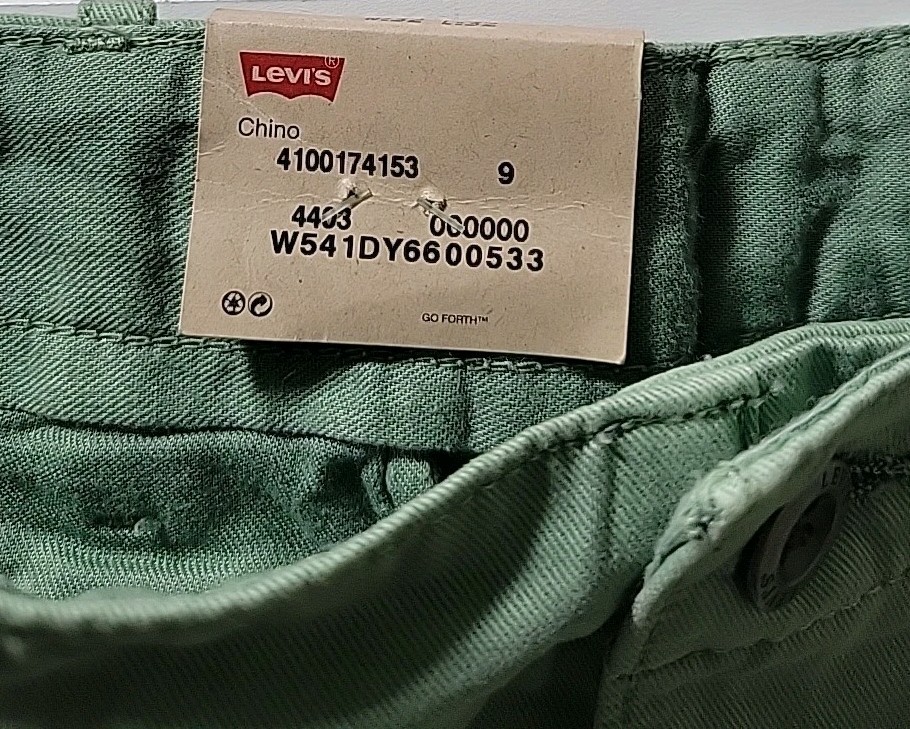 LEVI'S®
Chino
4100174153 9
4403 000000
W541DY6600533
GO FORTH™